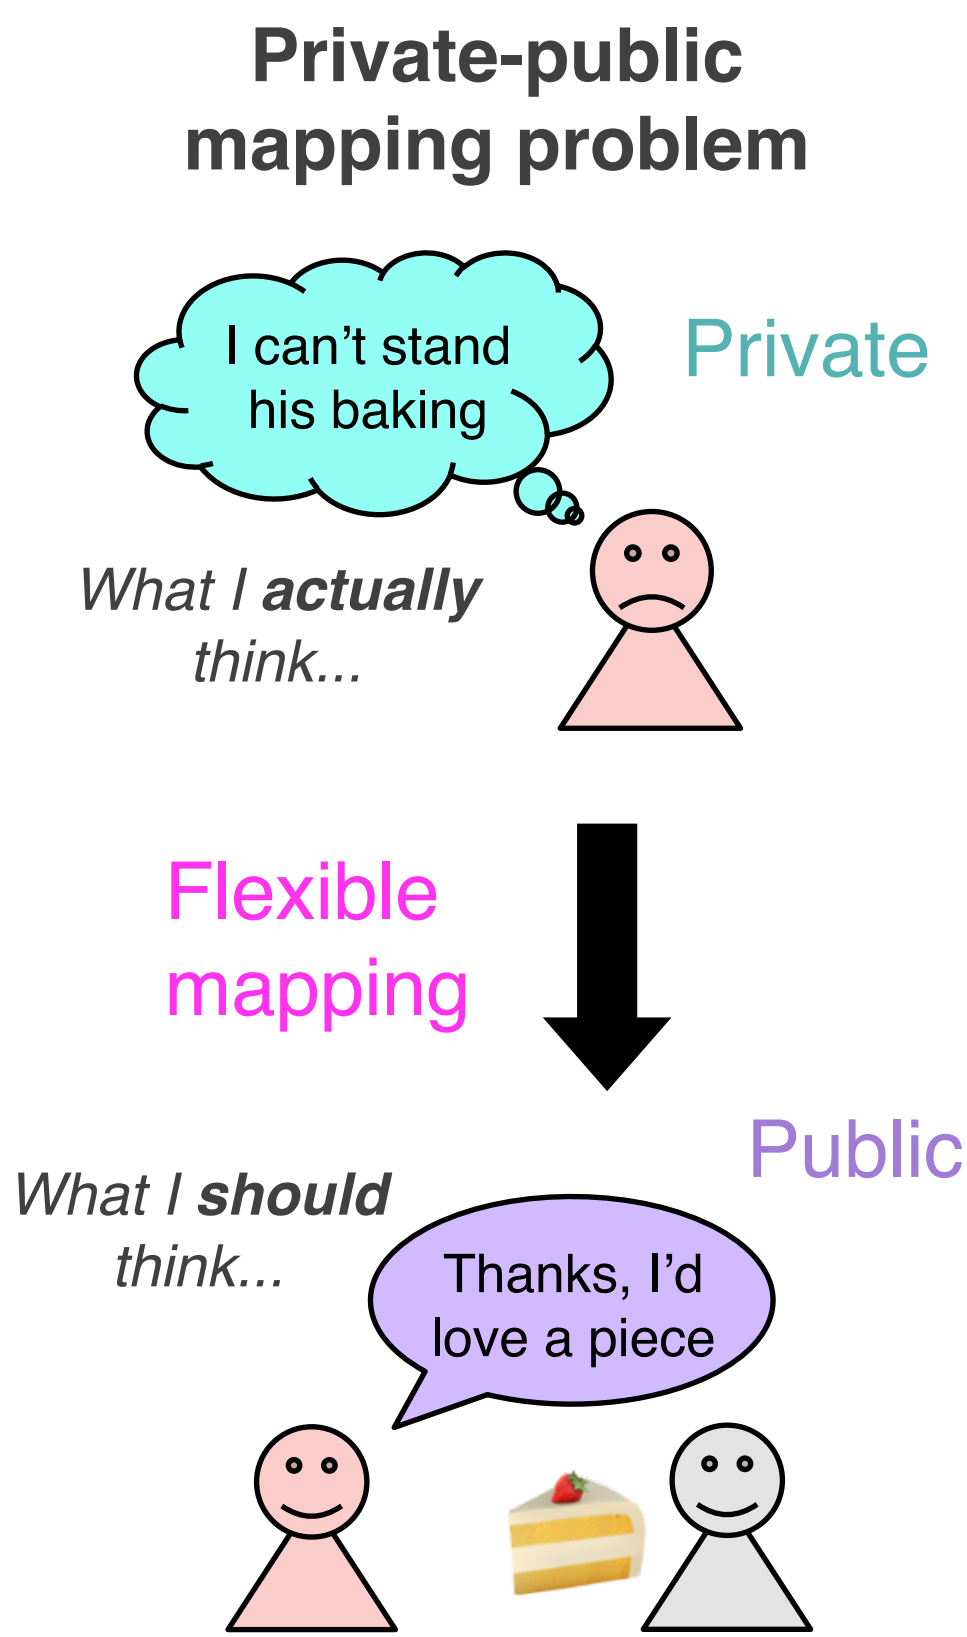 Private-public
mapping problem
I can't stand
his baking
Private
What I actually
think...
Flexible
mapping
Public
What I should
think...
Thanks, I'd
love a piece